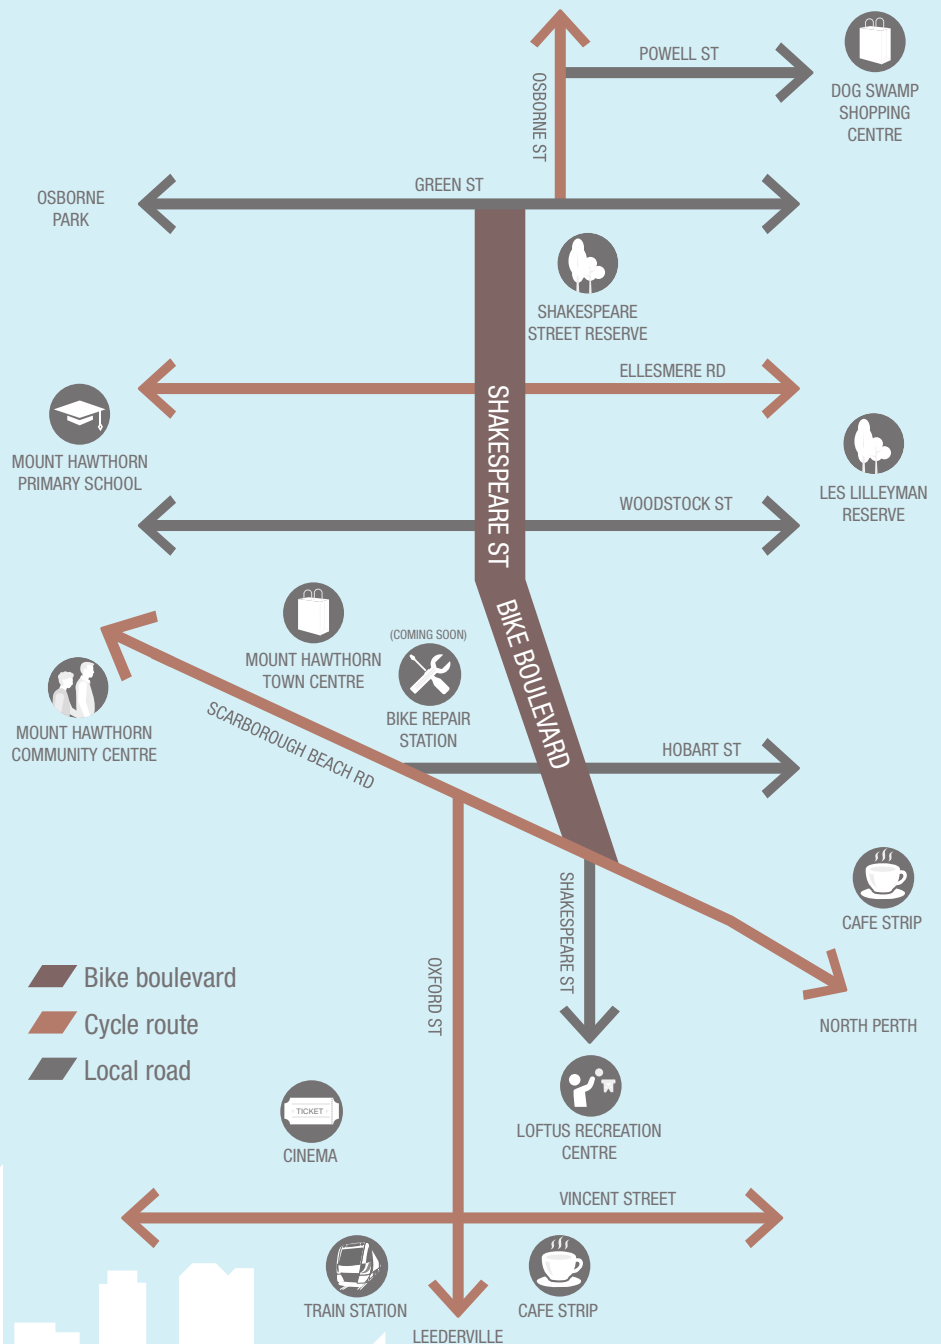 POWELL ST
OSBORNE ST
DOG SWAMP
SHOPPING
CENTRE
GREEN ST
OSBORNE
PARK
SHAKESPEARE
STREET RESERVE
ELLESMERE RD
SHAKESPEARE ST
MOUNT HAWTHORN
PRIMARY SCHOOL
LES LILLEYMAN
RESERVE
WOODSTOCK ST
BIKE BOULEVARD
(COMING SOON)
MOUNT HAWTHORN
TOWN CENTRE
BIKE REPAIR
STATION
MOUNT HAWTHORN
COMMUNITY CENTRE
SCARBOROUGH BEACH RD
HOBART ST
SHAKESPEARE ST
CAFE STRIP
OXFORD ST
Bike boulevard
Cycle route
Local road
NORTH PERTH
TICKET
CINEMA
LOFTUS RECREATION
CENTRE
VINCENT STREET
TRAIN STATION
CAFE STRIP
LEEDERVILLE